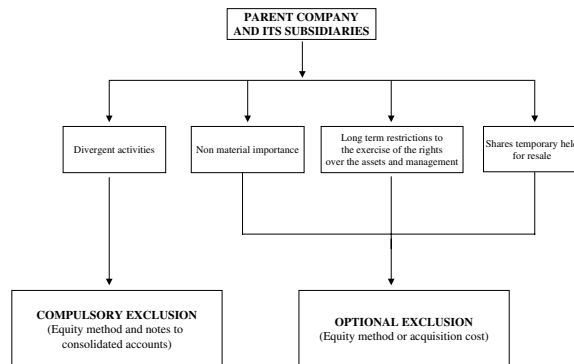 PARENT COMPANY
AND ITS SUBSIDIARIES
Divergent activities
Non material importance
Long term restrictions to
the exercise of the rights
over the assets and management
Shares temporary held
for resale
COMPULSORY EXCLUSION
(Equity method and notes to
consolidated accounts)
OPTIONAL EXCLUSION
(Equity method or acquisition cost)